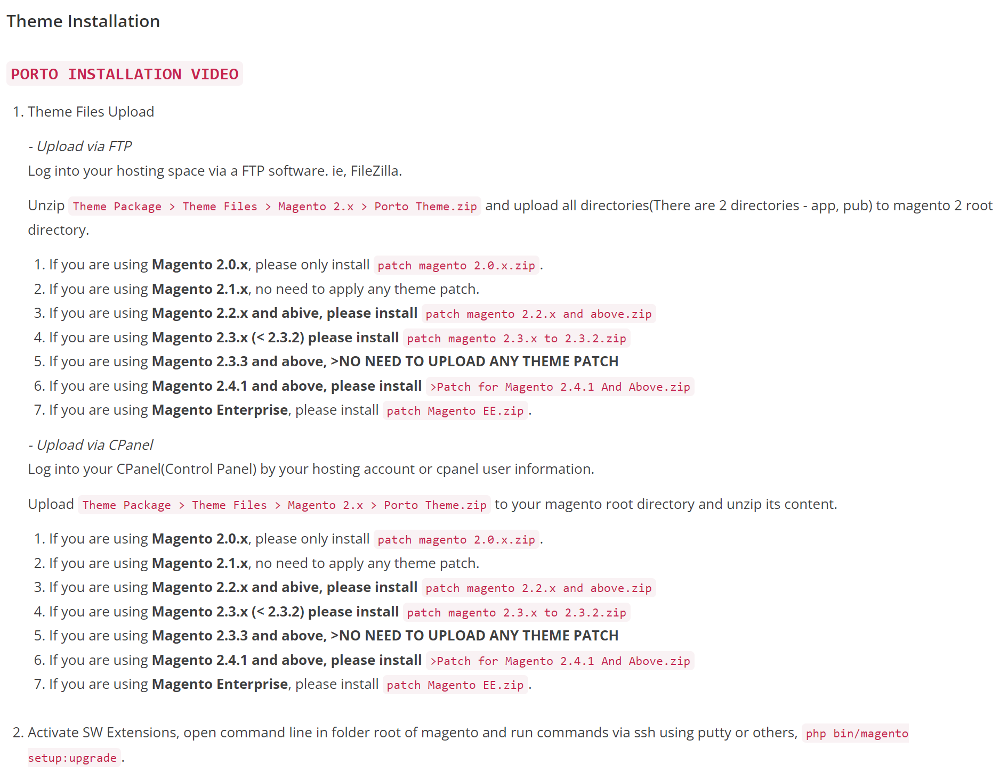 Theme Installation
PORTO INSTALLATION VIDEO
1. Theme Files Upload
- Upload via FTP
Log into your hosting space via a FTP software. ie, FileZilla.
Unzip Theme Package > Theme Files > Magento 2.x > Porto Theme.zip and upload all directories(There are 2 directories - app, pub) to magento 2 root
directory.
1. If you are using Magento 2.0.x, please only install patch magento 2.0.x.zip.
2. If you are using Magento 2.1.x, no need to apply any theme patch.
3. If you are using Magento 2.2.x and abive, please install patch magento 2.2.x and above.zip
4. If you are using Magento 2.3.x (< 2.3.2) please install patch magento 2.3.x to 2.3.2.zip
5. If you are using Magento 2.3.3 and above, >NO NEED TO UPLOAD ANY THEME PATCH
6. If you are using Magento 2.4.1 and above, please install >Patch for Magento 2.4.1 And Above.zip
7. If you are using Magento Enterprise, please install patch Magento EE.zip.
- Upload via CPanel
Log into your CPanel(Control Panel) by your hosting account or cpanel user information.
Upload Theme Package > Theme Files > Magento 2.x > Porto Theme.zip to your magento root directory and unzip its content.
1. If you are using Magento 2.0.x, please only install patch magento 2.0.x.zip.
2. If you are using Magento 2.1.x, no need to apply any theme patch.
3. If you are using Magento 2.2.x and abive, please install patch magento 2.2.x and above.zip
4. If you are using Magento 2.3.x (< 2.3.2) please install patch magento 2.3.x to 2.3.2.zip
5. If you are using Magento 2.3.3 and above, >NO NEED TO UPLOAD ANY THEME PATCH
6. If you are using Magento 2.4.1 and above, please install >Patch for Magento 2.4.1 And Above.zip
7. If you are using Magento Enterprise, please install patch Magento EE.zip.
2. Activate SW Extensions, open command line in folder root of magento and run commands via ssh using putty or others, php bin/magento
setup:upgrade.